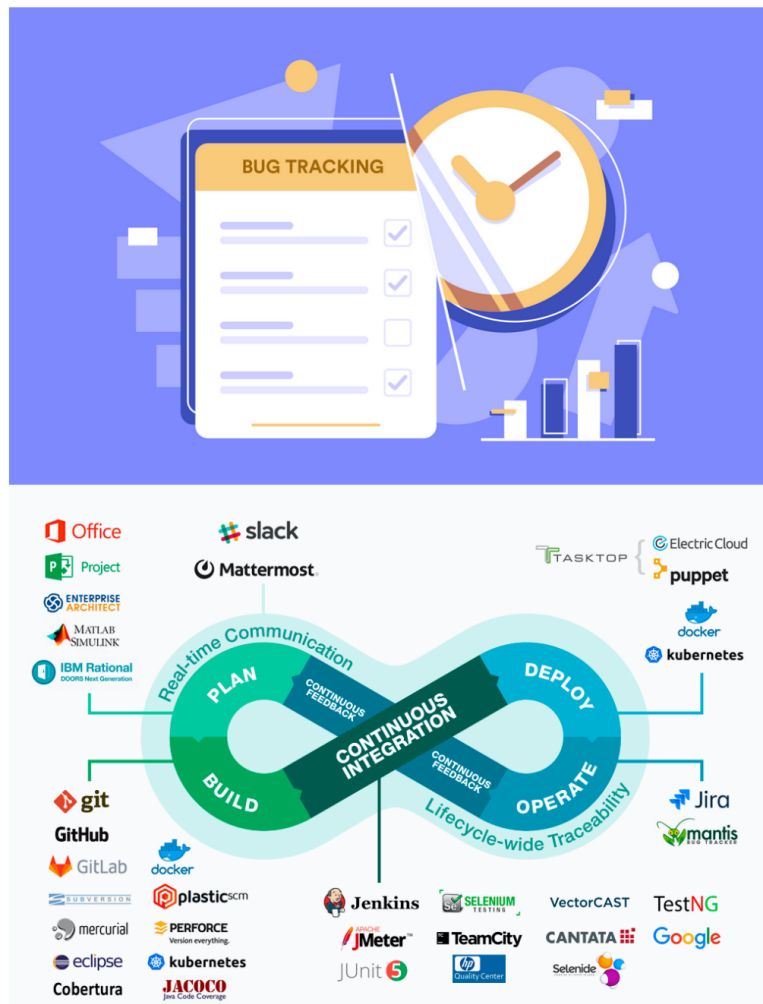 BUG TRACKING
Office
Project
ENTERPRISE
ARCHITECT
MATLAB
SIMULINK
IBM Rational
DOORS Next Generation
slack
Mattermost
TASKTOP
Electric Cloud
puppet
docker
kubernetes
Real-time Communication
PLAN
CONTINUOUS
FEEDBACK
CONTINUOUS
INTEGRATION
DEPLOY
BUILD
CONTINUOUS
FEEDBACK
OPERATE
Lifecycle-wide Traceability
git
GitHub
GitLab
SUBVERSION
mercurial
eclipse
Cobertura
docker
plasticscm
PERFORCE
Version everything.
kubernetes
JACOCO
Java Code Coverage
Jenkins
APACHE
JMeter™
JUnit 5
Se
SELENIUM
TESTING
TeamCity
hp
Quality Center
VectorCAST
CANTATA
Selenide
Jira
mantis
BUG TRACKER
TestNG
Google